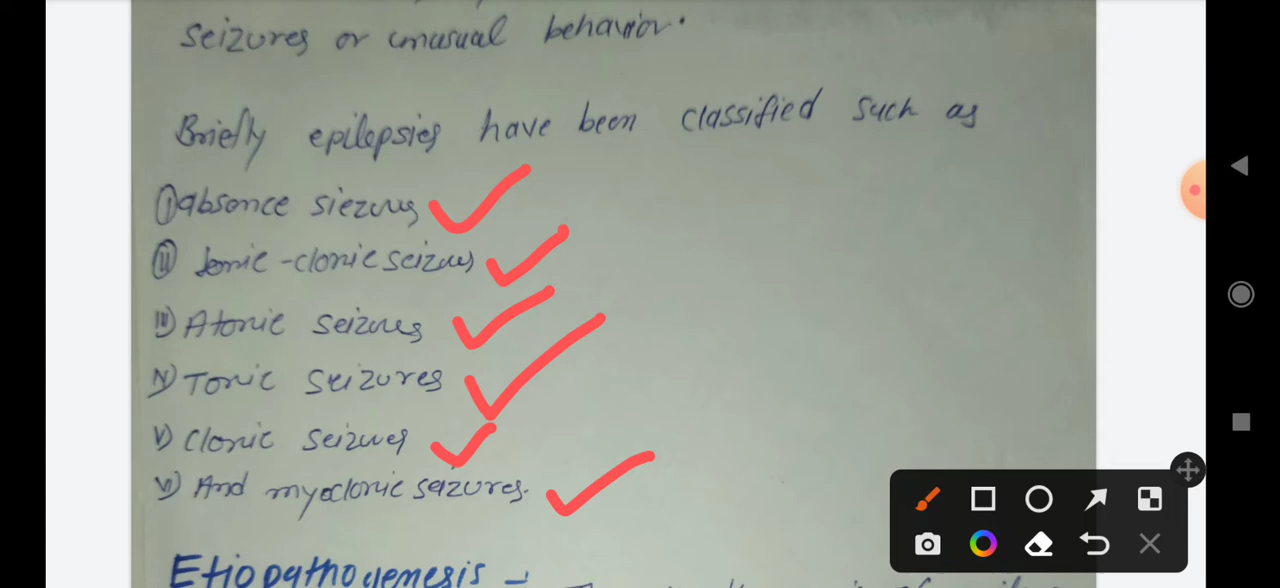 seizures or unusual behavior.
Briefly epilepsies have been classified such as
I) absence siezures
II) tonic-clonic seizures
III) Atonic seizures
IV) Tonic seizures
V) Clonic seizures
VI) And myoclonic seizures.
Etiopathogenesis -